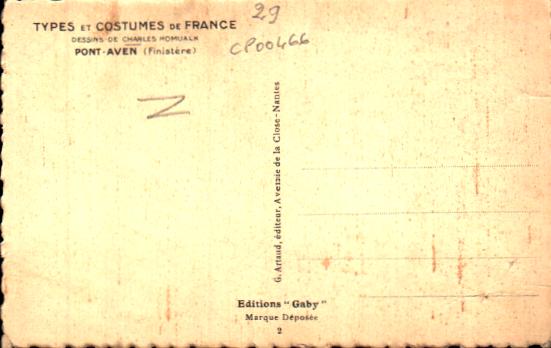 29
TYPES ET COSTUMES DE FRANCE
DESSINS DE CHARLES HOMUALK
PONT-AVEN (Finistère)
CP00466
Z
G. Artaud, éditeur, Avenue de la Close - Nantes
Editions "Gaby"
Marque Déposée
2